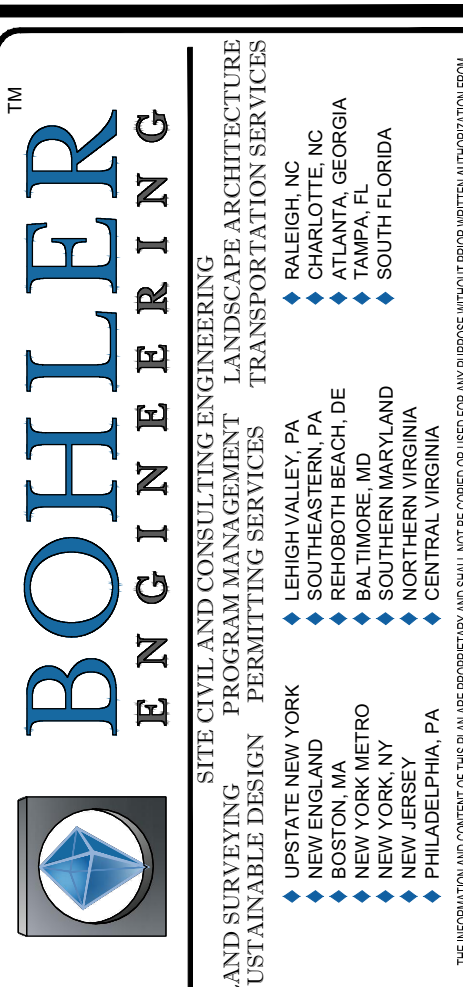 BOHLER™
ENGINEERING
SITE CIVIL AND CONSULTING ENGINEERING
LAND SURVEYING PROGRAM MANAGEMENT LANDSCAPE ARCHITECTURE
SUSTAINABLE DESIGN PERMITTING SERVICES TRANSPORTATION SERVICES
UPSTATE NEW YORK
NEW ENGLAND
BOSTON, MA
NEW YORK METRO
NEW YORK, NY
NEW JERSEY
PHILADELPHIA, PA
LEHIGH VALLEY, PA
SOUTHEASTERN, PA
REHOBOTH BEACH, DE
BALTIMORE, MD
SOUTHERN MARYLAND
NORTHERN VIRGINIA
CENTRAL VIRGINIA
RALEIGH, NC
CHARLOTTE, NC
ATLANTA, GEORGIA
TAMPA, FL
SOUTH FLORIDA
THE INFORMATION AND CONTENT OF THIS PLAN ARE PROPRIETARY AND SHALL NOT BE COPIED OR USED FOR ANY PURPOSE WITHOUT PRIOR WRITTEN AUTHORIZATION FROM